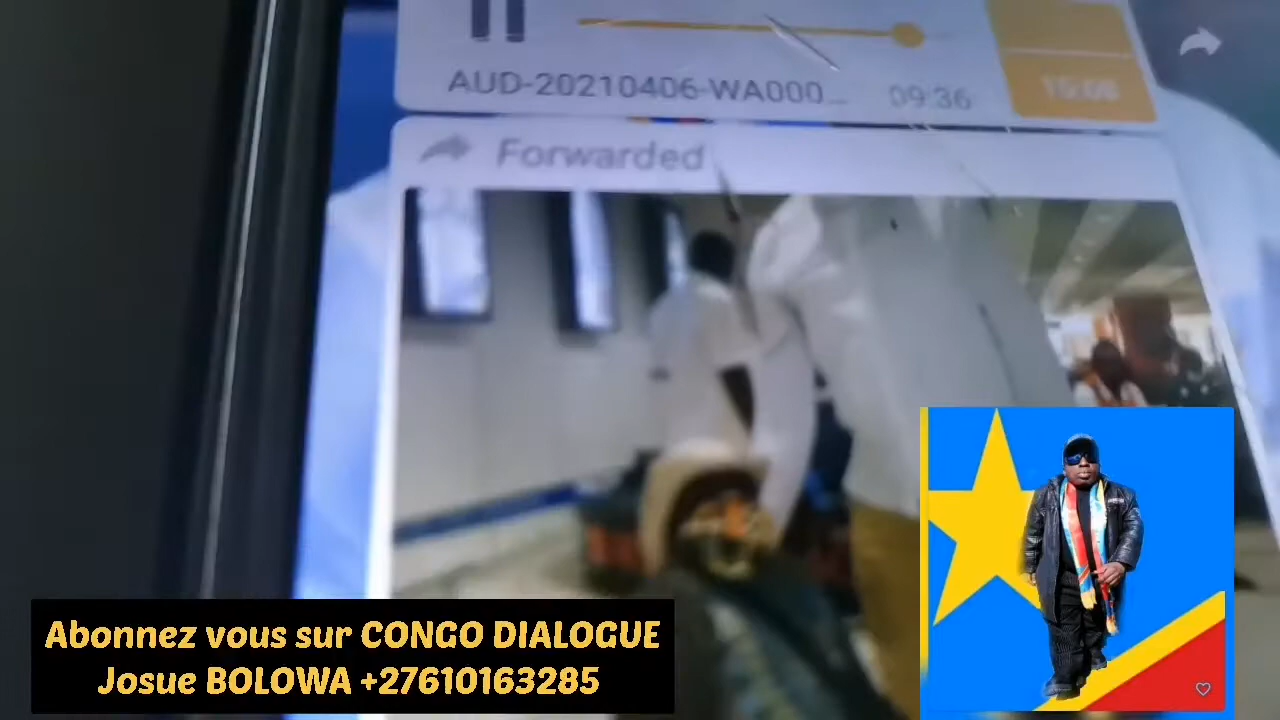 AUD-20210406-WA000...
09:36
Forwarded
Abonnez vous sur CONGO DIALOGUE
Josue BOLOWA +27610163285